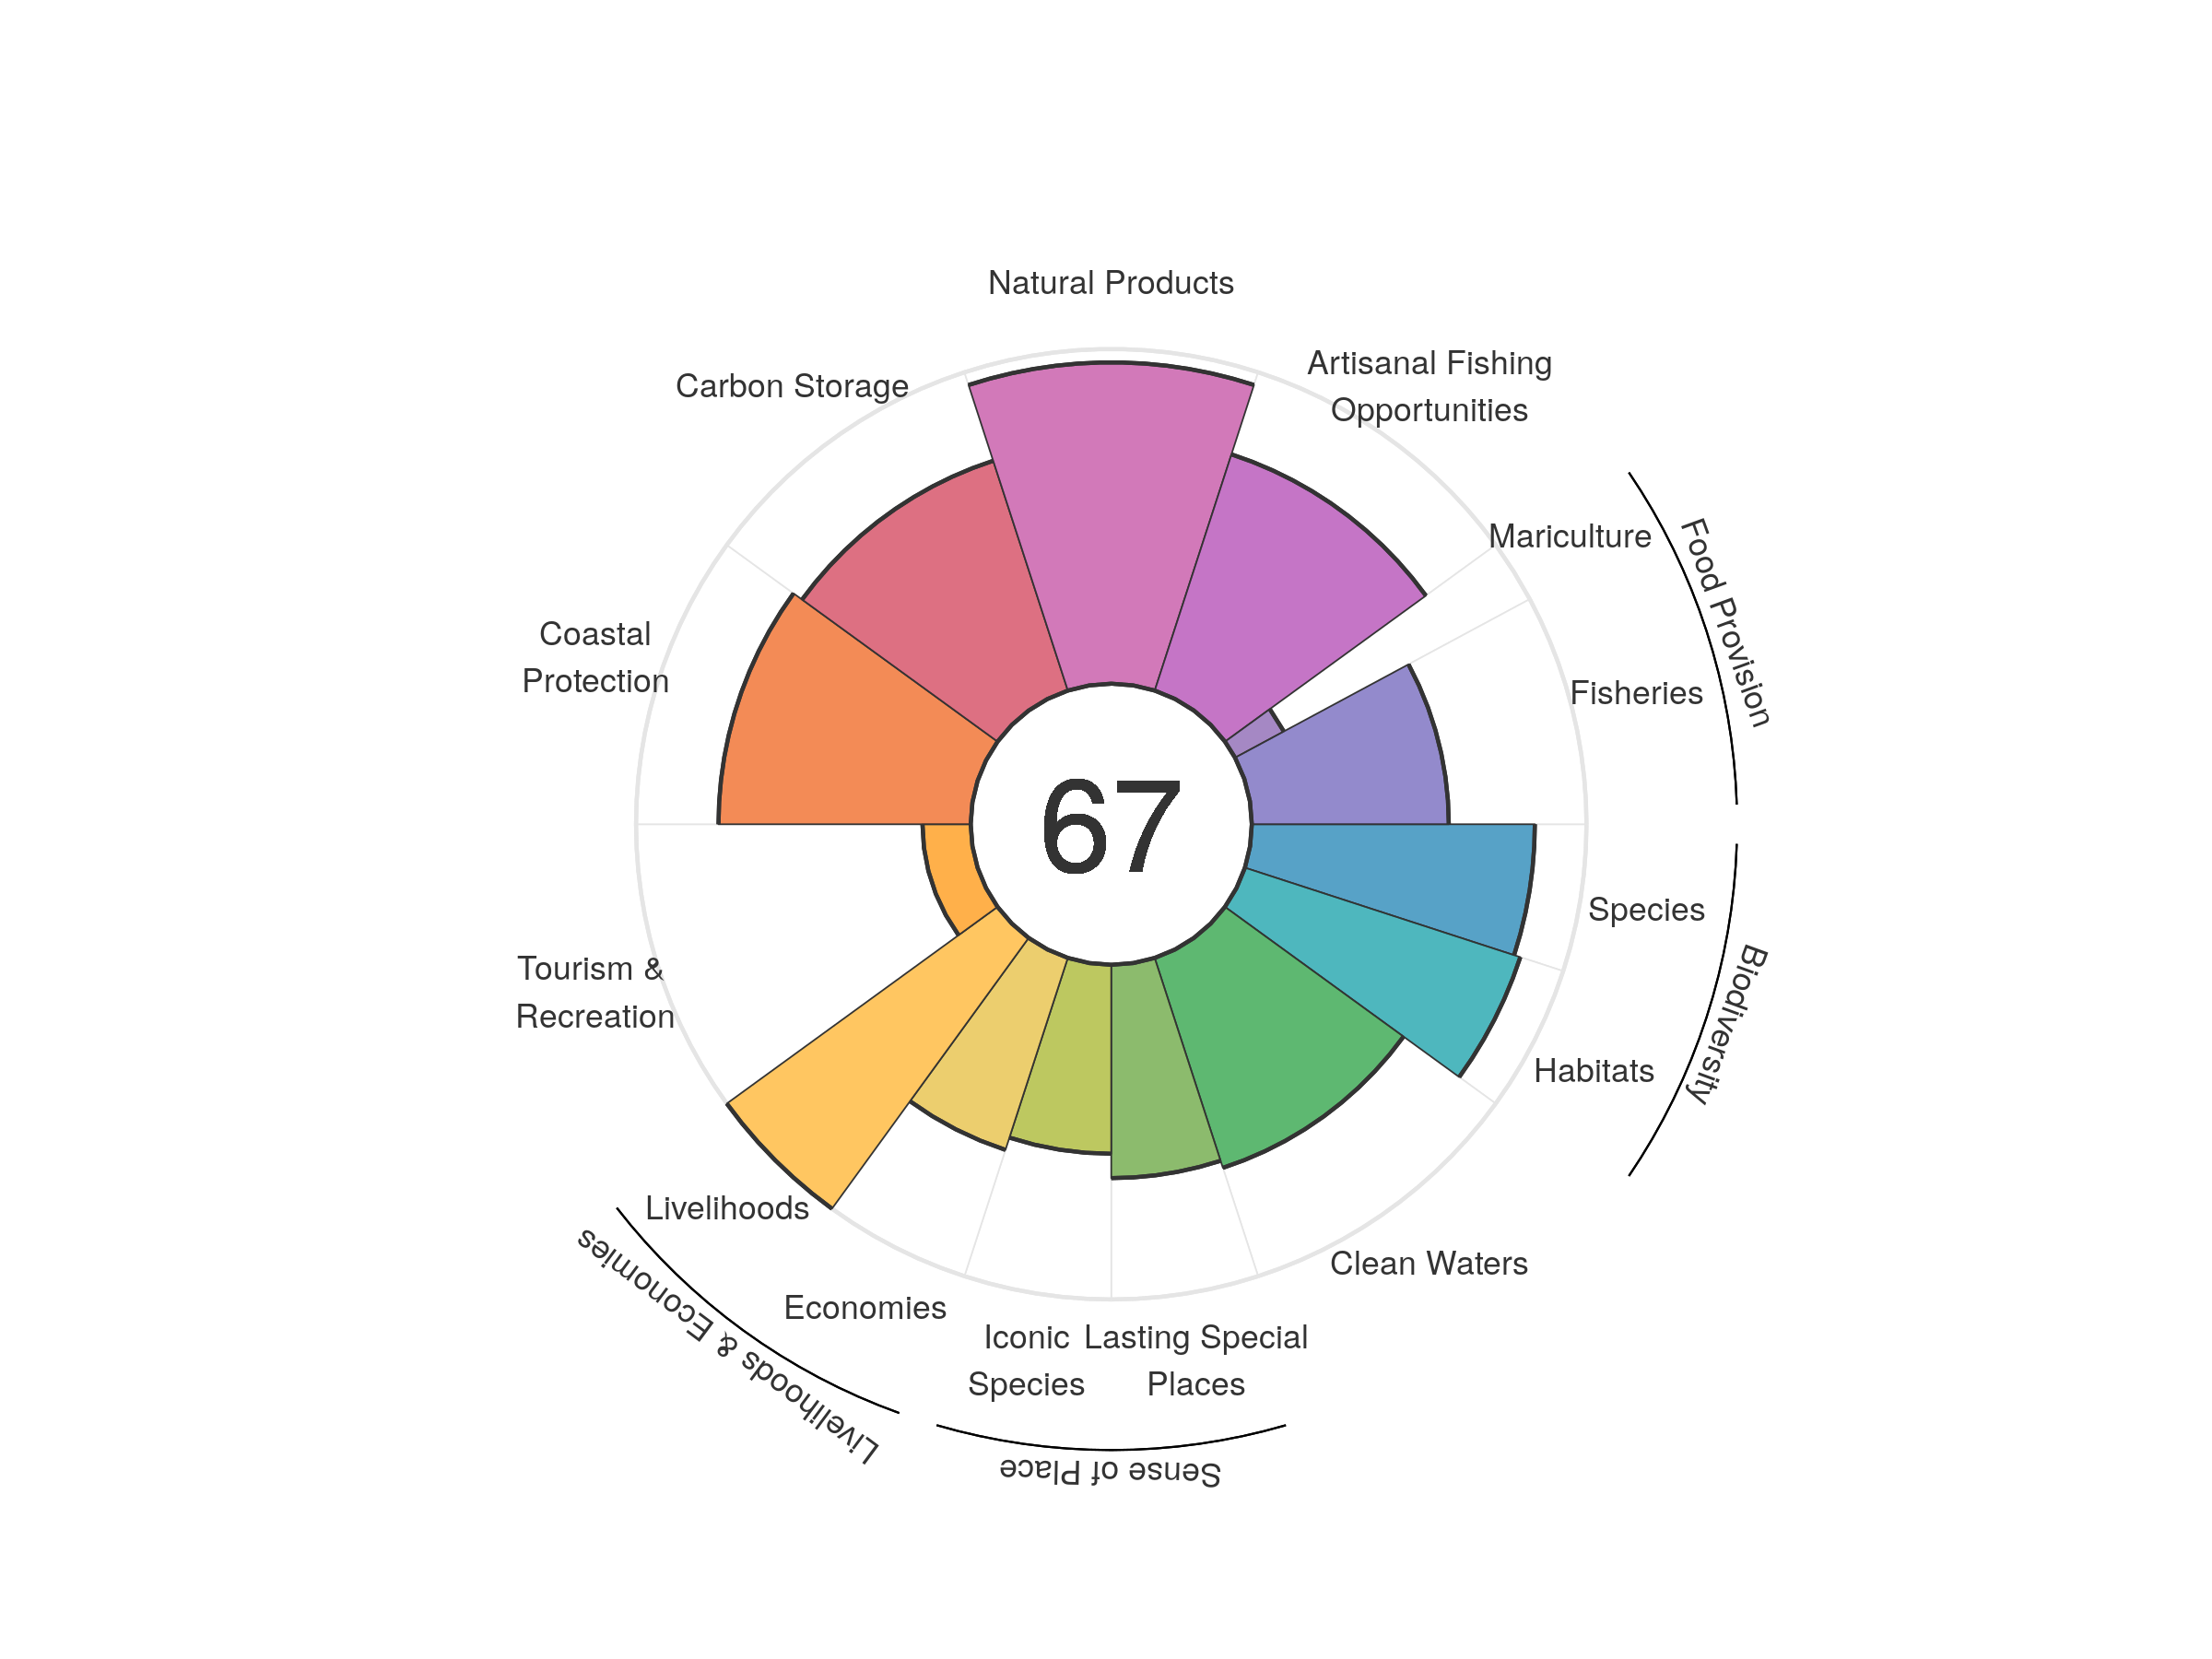 Natural Products
Artisanal Fishing
Opportunities
Carbon Storage
Mariculture
Food Provision
Coastal
Protection
Fisheries
67
Species
Biodiversity
Tourism &
Recreation
Habitats
Livelihoods
Clean Waters
Livelihoods & Economies
Economies
Iconic
Species
Lasting Special
Places
Sense of Place